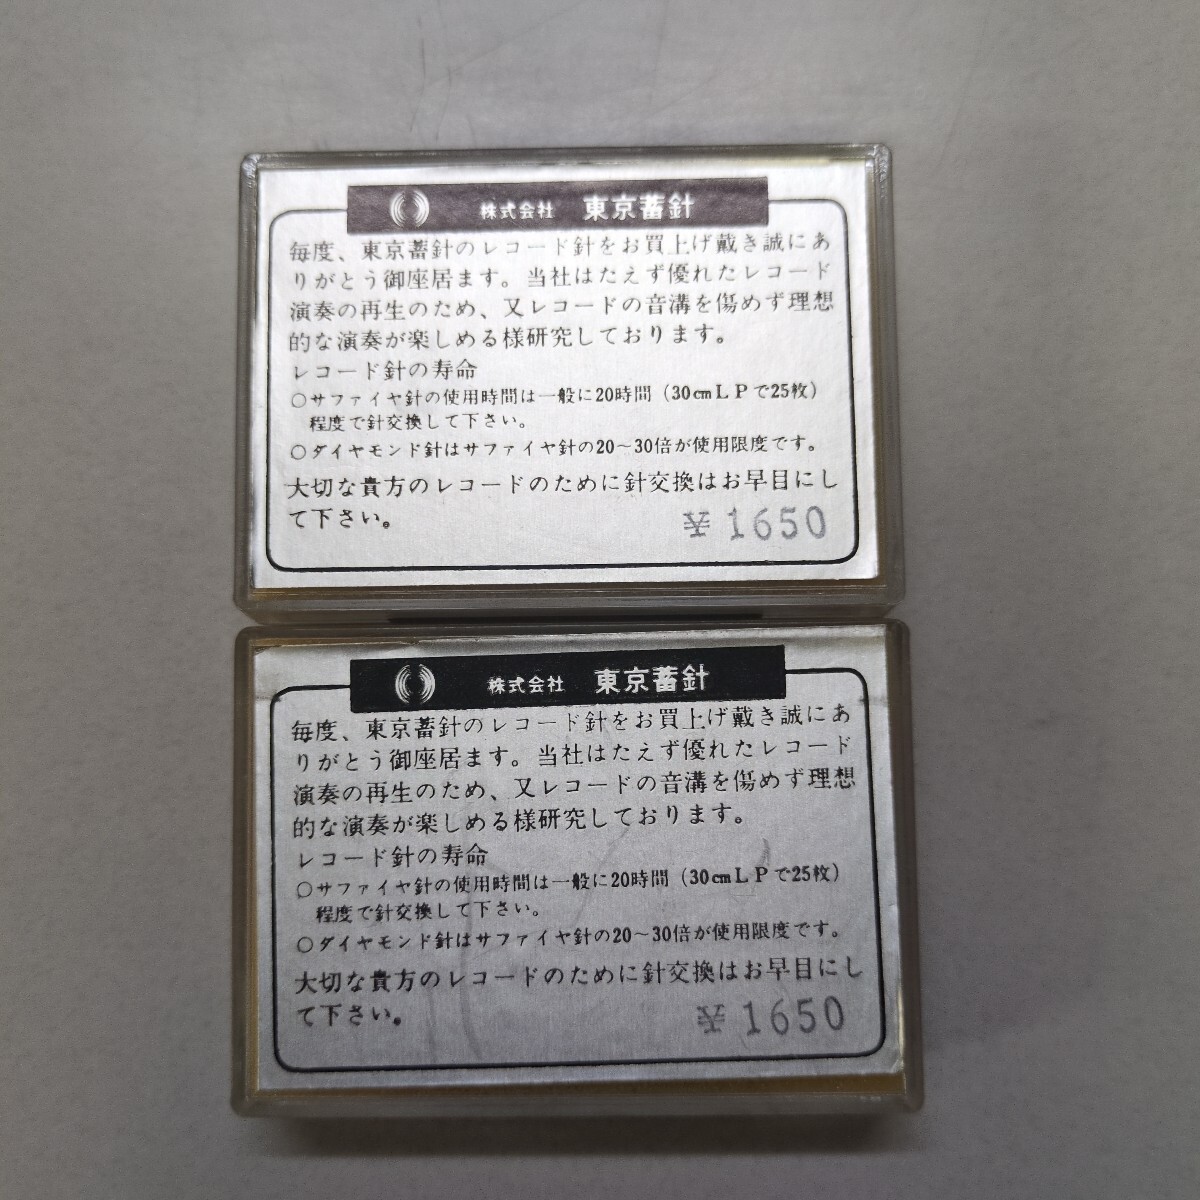 株式会社 東京蓄針
毎度、東京蓄針のレコード針をお買上げ戴き誠にあ
りがとう御座居ます。当社はたえず優れたレコード
演奏の再生のため、又レコードの音溝を傷めず理想
的な演奏が楽しめる様研究しております。
レコード針の寿命
○サファイヤ針の使用時間は一般に20時間（30cmＬＰで25枚）
程度で針交換して下さい。
○ダイヤモンド針はサファイヤ針の20～30倍が使用限度です。
大切な貴方のレコードのために針交換はお早目にし
て下さい。
¥1650
株式会社 東京蓄針
毎度、東京蓄針のレコード針をお買上げ戴き誠にあ
りがとう御座居ます。当社はたえず優れたレコード
演奏の再生のため、又レコードの音溝を傷めず理想
的な演奏が楽しめる様研究しております。
レコード針の寿命
○サファイヤ針の使用時間は一般に20時間（30cmＬＰで25枚）
程度で針交換して下さい。
○ダイヤモンド針はサファイヤ針の20～30倍が使用限度です。
大切な貴方のレコードのために針交換はお早目にし
て下さい。
¥1650